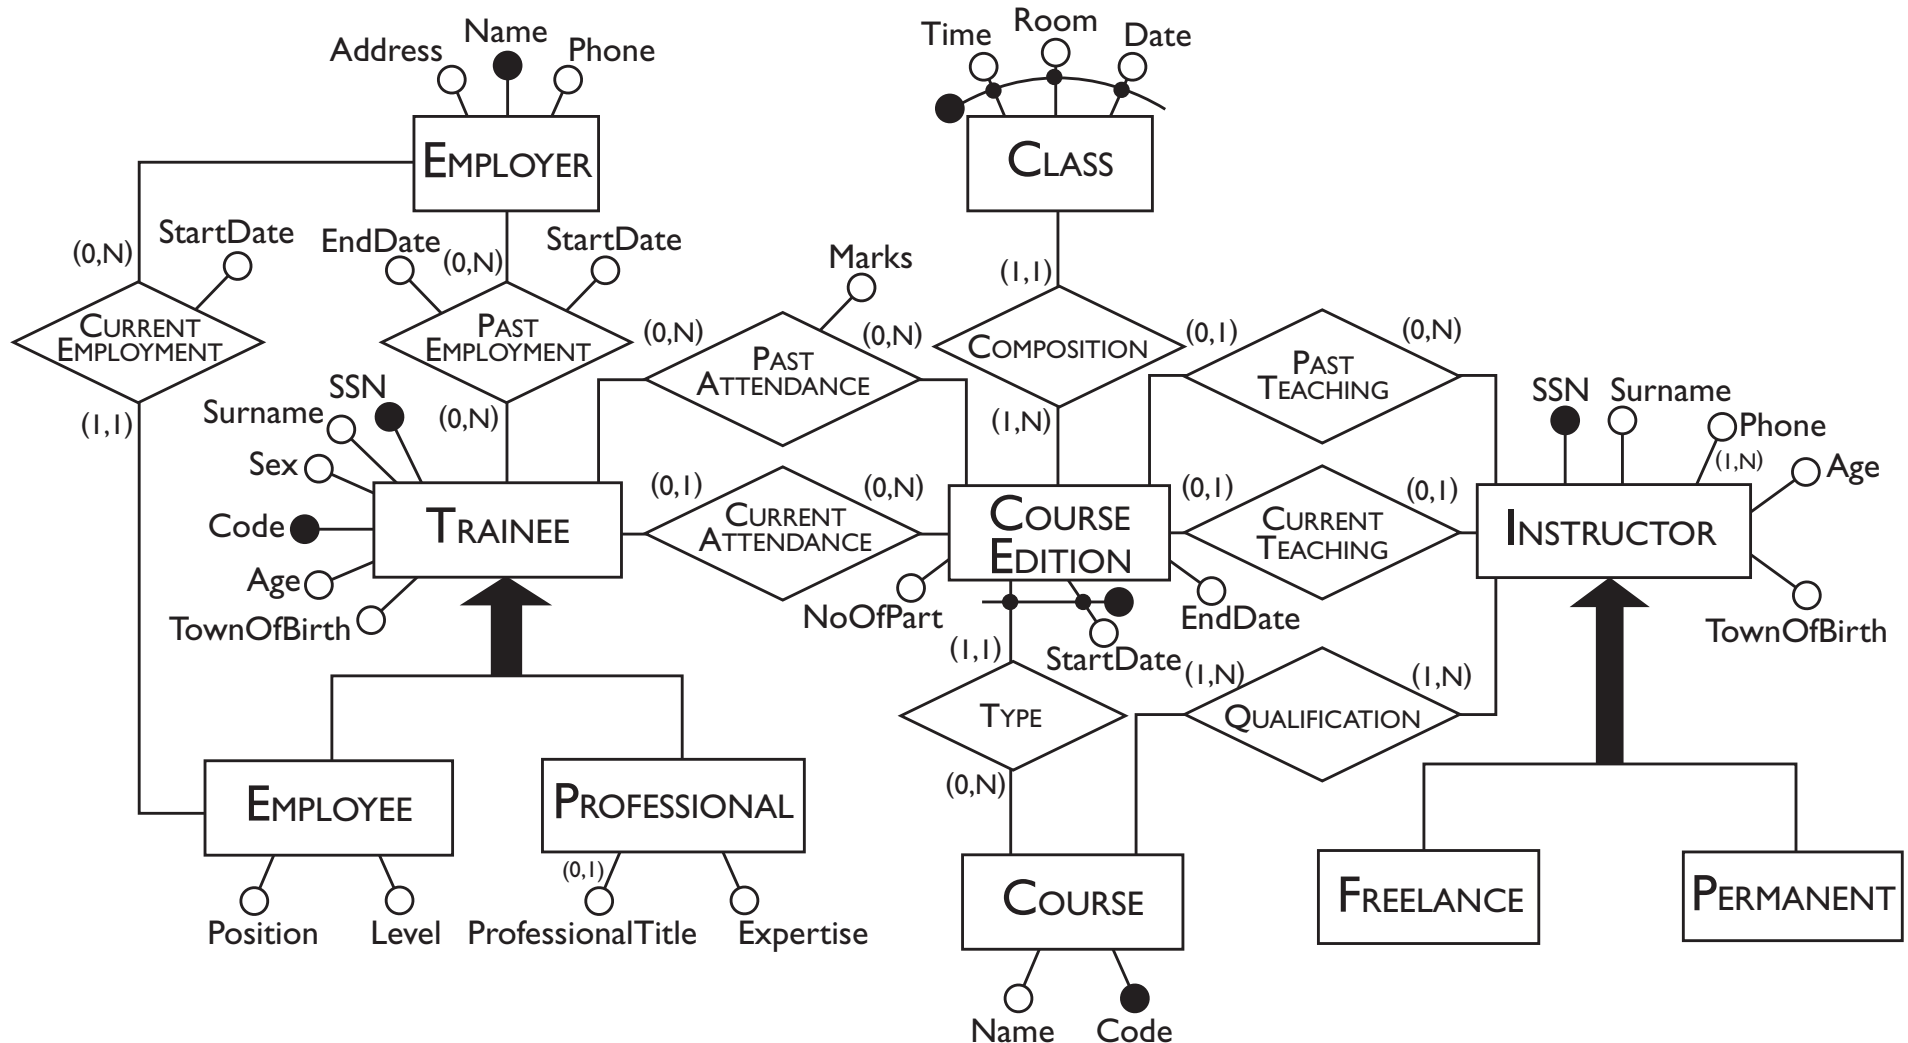 Name
Address
Phone
EMPLOYER
Time
Room
Date
CLASS
(0,N)
StartDate
EndDate
(0,N)
StartDate
CURRENT
EMPLOYMENT
PAST
EMPLOYMENT
(1,1)
(0,N)
Marks
(0,N)
(0,N)
PAST
ATTENDANCE
(1,1)
COMPOSITION
(1,N)
(0,1)
(0,N)
PAST
TEACHING
SSN
Surname
Sex
Code
Age
TownOfBirth
TRAINEE
(0,1)
(0,N)
CURRENT
ATTENDANCE
COURSE
EDITION
NoOfPart
StartDate
EndDate
(0,1)
(0,1)
CURRENT
TEACHING
SSN
Surname
Phone
(1,N)
Age
INSTRUCTOR
TownOfBirth
(1,1)
TYPE
(0,N)
(1,N)
(1,N)
QUALIFICATION
EMPLOYEE
Position
Level
PROFESSIONAL
(0,1)
ProfessionalTitle
Expertise
COURSE
Name
Code
FREELANCE
PERMANENT